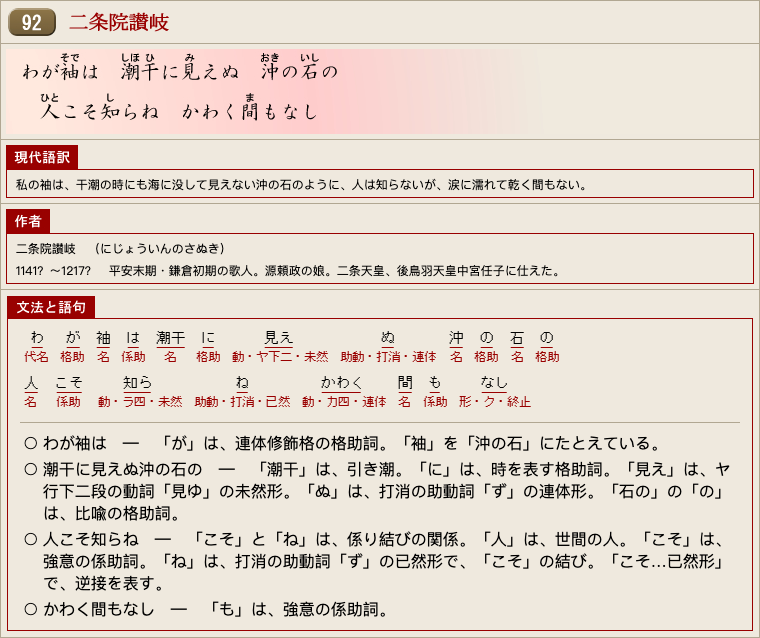 92 二条院讃岐
わが袖は　潮干に見えぬ　沖の石の
人こそ知らね　かわく間もなし
現代語訳
私の袖は、干潮の時にも海に没して見えない沖の石のように、人は知らないが、涙に濡れて乾く間もない。
作者
二条院讃岐　（にじょういんのさぬき）
1141?　～1217?　平安末期・鎌倉初期の歌人。源頼政の娘。二条天皇、後鳥羽天皇中宮任子に仕えた。
文法と語句
わ　が　袖　は　潮干　に　見え　ぬ　沖　の　石　の
代名　格助　名　係助　名　格助　動・ヤ下二・未然　助動・打消・連体　名　格助　名　格助
人　こそ　知ら　ね　かわく　間　も　なし
名　係助　動・ラ四・未然　助動・打消・已然　動・カ四・連体　名　係助　形・ク・終止
○ わが袖は　―　「が」は、連体修飾格の格助詞。「袖」を「沖の石」にたとえている。
○ 潮干に見えぬ沖の石の　―　「潮干」は、引き潮。「に」は、時を表す格助詞。「見え」は、ヤ
行下二段の動詞「見ゆ」の未然形。「ぬ」は、打消の助動詞「ず」の連体形。「石の」の「の」
は、比喩の格助詞。
○ 人こそ知らね　―　「こそ」と「ね」は、係り結びの関係。「人」は、世間の人。「こそ」は、
強意の係助詞。「ね」は、打消の助動詞「ず」の已然形で、「こそ」の結び。「こそ…已然形」
で、逆接を表す。
○ かわく間もなし　―　「も」は、強意の係助詞。